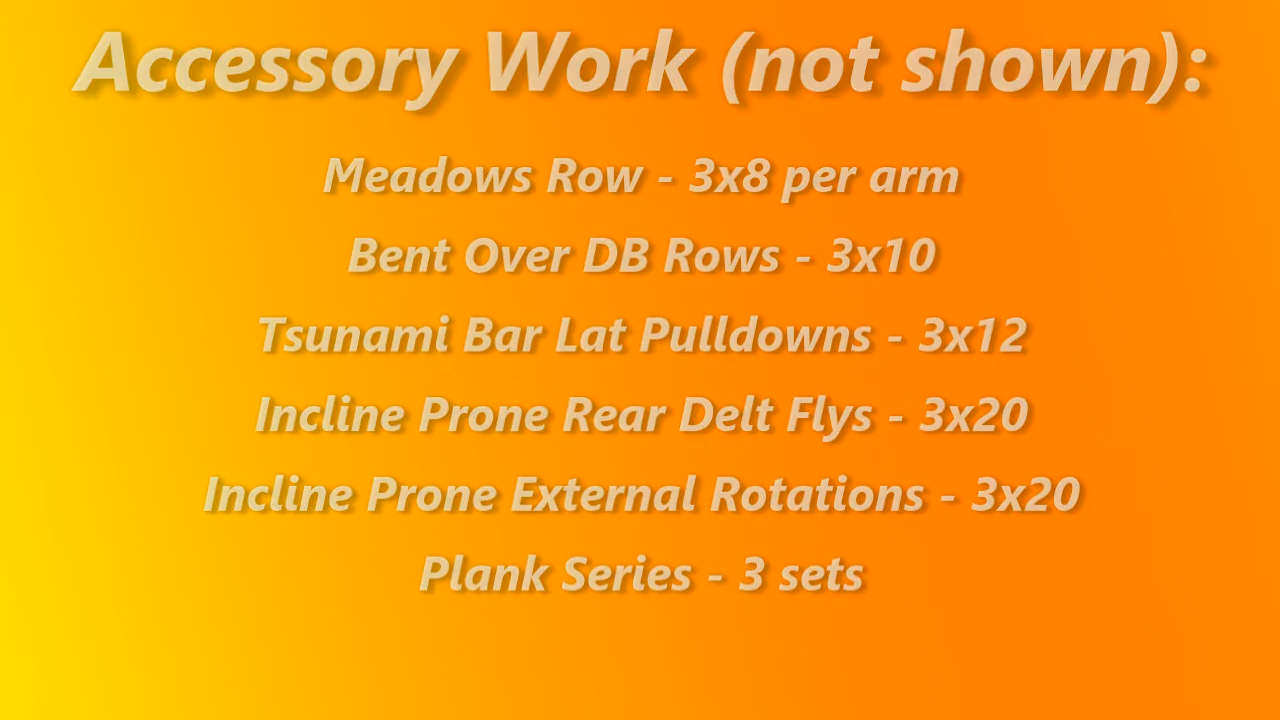 Accessory Work (not shown):
Meadows Row - 3x8 per arm
Bent Over DB Rows - 3x10
Tsunami Bar Lat Pulldowns - 3x12
Incline Prone Rear Delt Flys - 3x20
Incline Prone External Rotations - 3x20
Plank Series - 3 sets